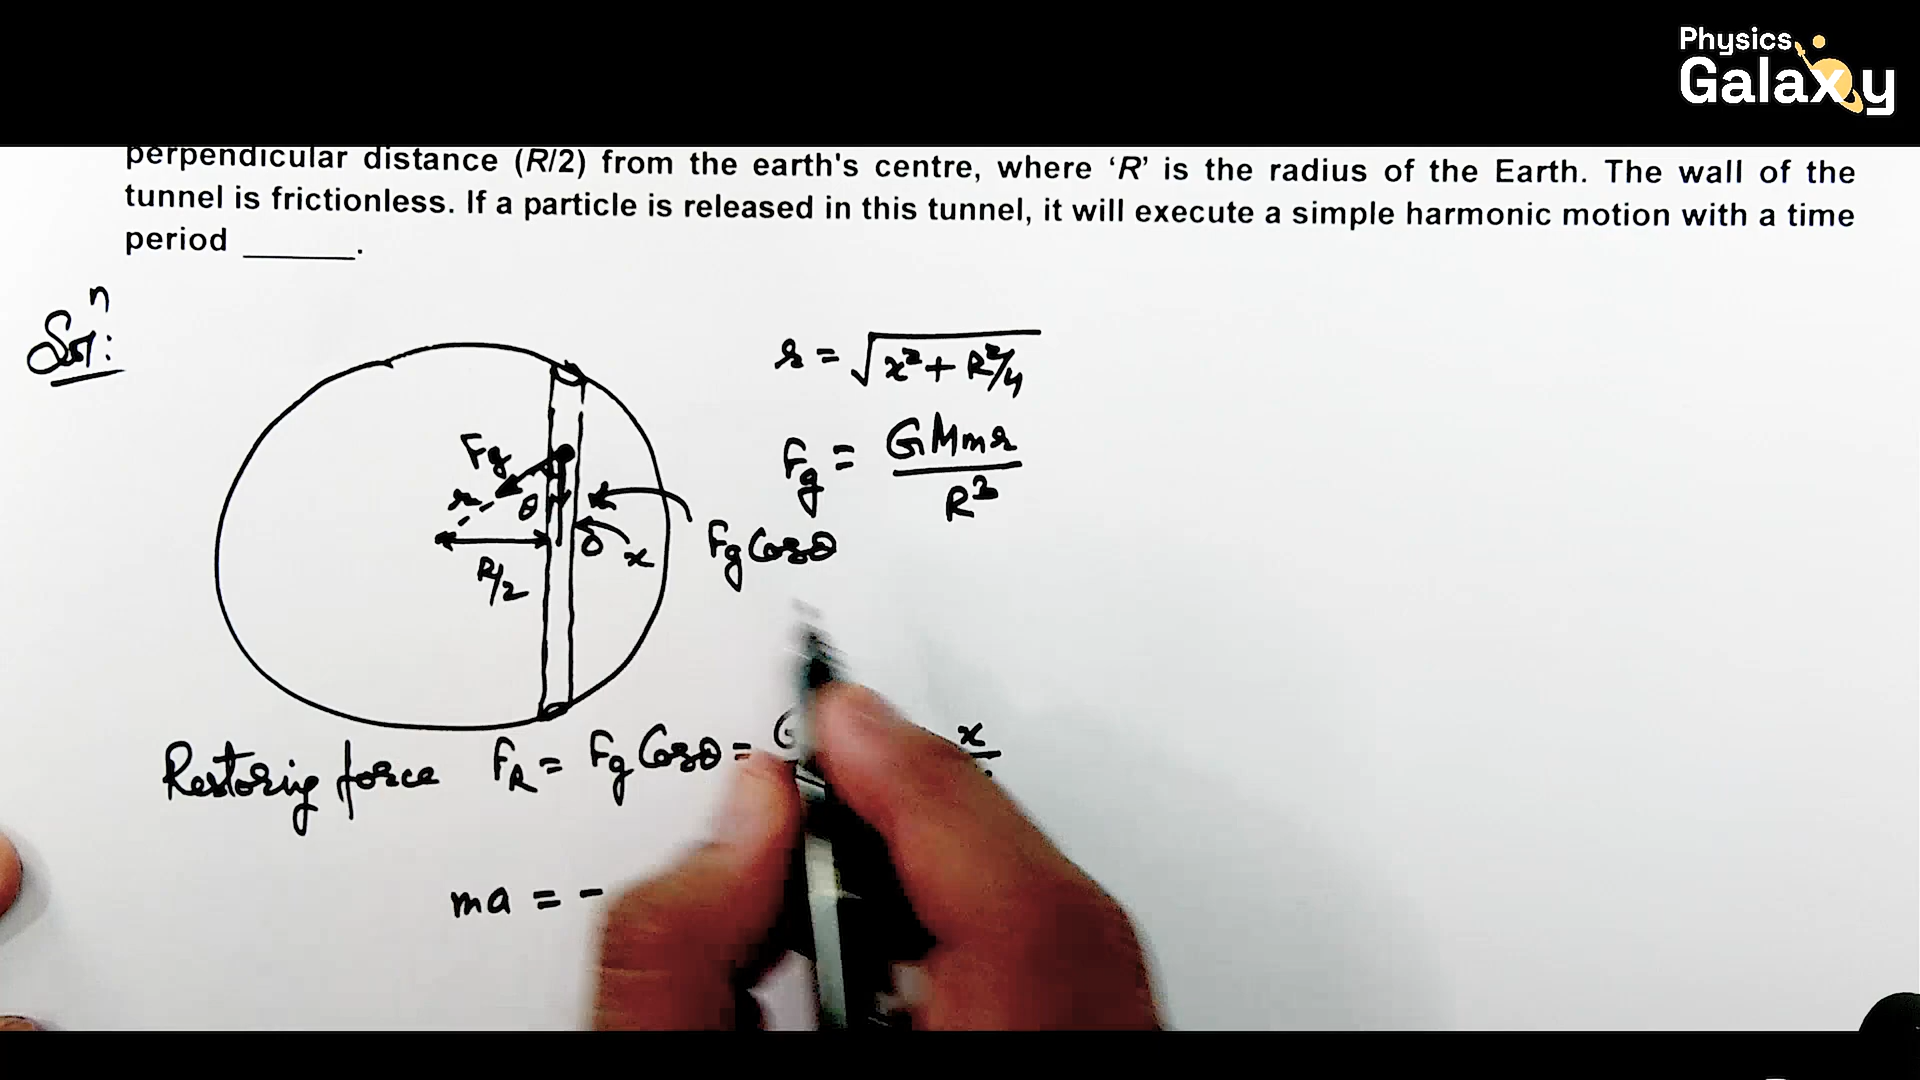 Physics
Galaxy
perpendicular distance (R/2) from the earth's centre, where ‘R’ is the radius of the Earth. The wall of the
tunnel is frictionless. If a particle is released in this tunnel, it will execute a simple harmonic motion with a time
period ______.
Solⁿ:
r = √(x² + R²/4)
Fg = GMmr/R³
Fg
r
θ
R/2
O
x
Fg Cosθ
Restoring force FR = Fg Cosθ = G x
ma = -